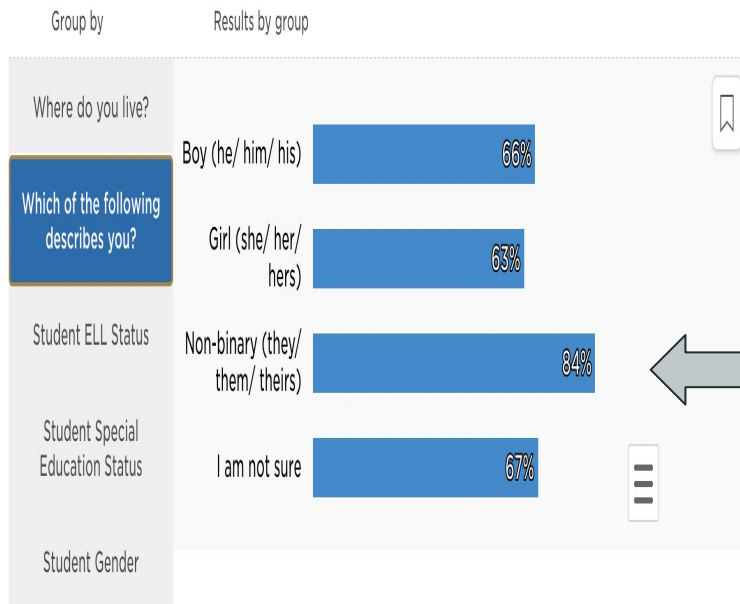 Group by
Results by group
Where do you live?
Which of the following
describes you?
Student ELL Status
Student Special
Education Status
Student Gender
Boy (he/ him/ his)
66%
Girl (she/ her/
hers)
63%
Non-binary (they/
them/ theirs)
84%
I am not sure
67%